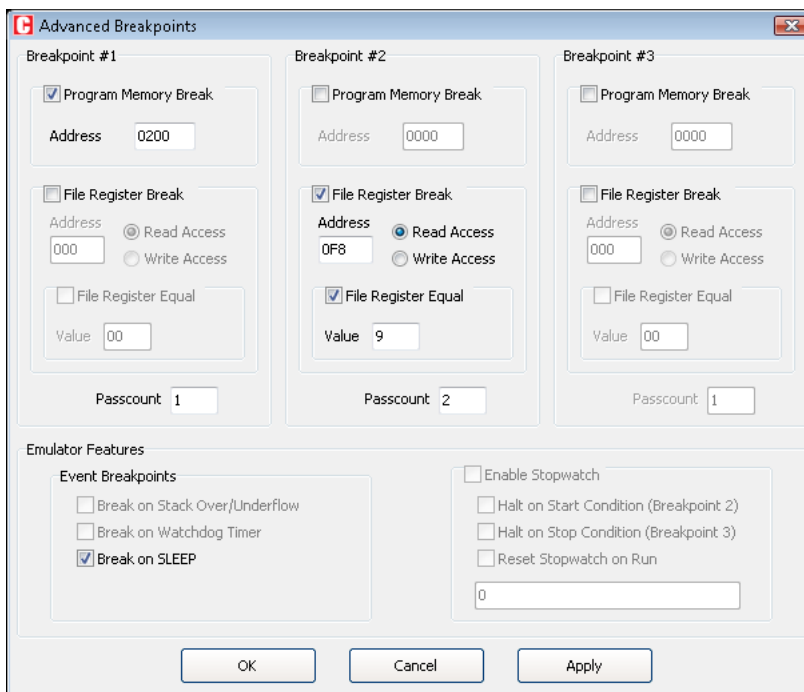 C Advanced Breakpoints
Breakpoint #1
Program Memory Break
Address 0200
File Register Break
Address
000
Read Access
Write Access
File Register Equal
Value 00
Passcount 1
Breakpoint #2
Program Memory Break
Address 0000
File Register Break
Address
0F8
Read Access
Write Access
File Register Equal
Value 9
Passcount 2
Breakpoint #3
Program Memory Break
Address 0000
File Register Break
Address
000
Read Access
Write Access
File Register Equal
Value 00
Passcount 1
Emulator Features
Event Breakpoints
Break on Stack Over/Underflow
Break on Watchdog Timer
Break on SLEEP
Enable Stopwatch
Halt on Start Condition (Breakpoint 2)
Halt on Stop Condition (Breakpoint 3)
Reset Stopwatch on Run
0
OK Cancel Apply